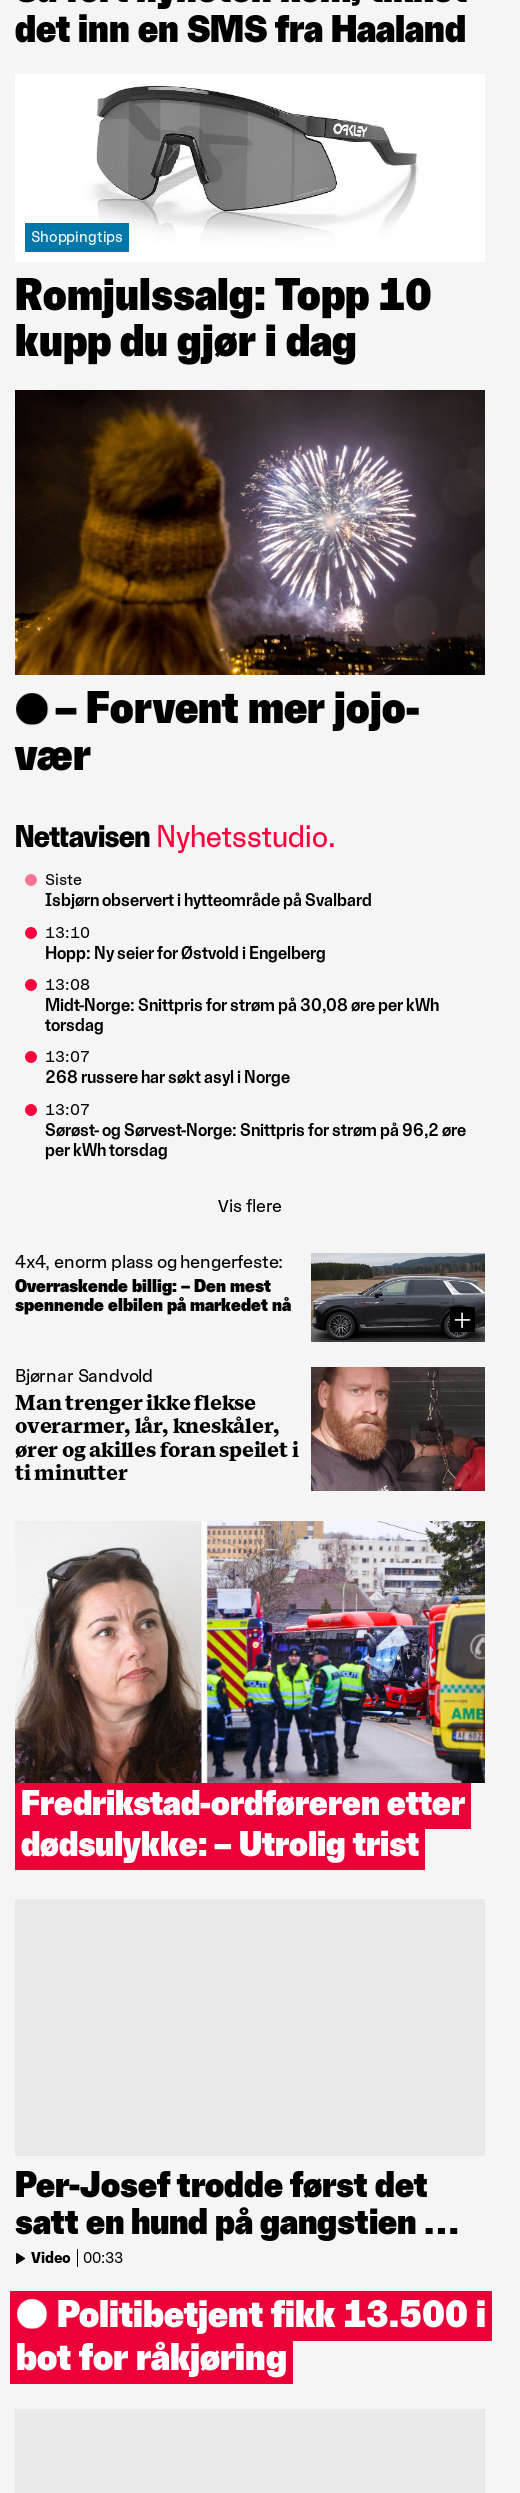 det inn en SMS fra Haaland
OAKLEY
Shoppingtips
Romjulssalg: Topp 10
kupp du gjør i dag
– Forvent mer jojo-
vær
Nettavisen Nyhetsstudio.
Siste
Isbjørn observert i hytteområde på Svalbard
13:10
Hopp: Ny seier for Østvold i Engelberg
13:08
Midt-Norge: Snittpris for strøm på 30,08 øre per kWh
torsdag
13:07
268 russere har søkt asyl i Norge
13:07
Sørøst- og Sørvest-Norge: Snittpris for strøm på 96,2 øre
per kWh torsdag
Vis flere
4x4, enorm plass og hengerfeste:
Overraskende billig: – Den mest
spennende elbilen på markedet nå
Bjørnar Sandvold
Man trenger ikke flekse
overarmer, lår, kneskåler,
ører og akilles foran speilet i
ti minutter
POLITI
AMB
Fredrikstad-ordføreren etter
dødsulykke: – Utrolig trist
Per-Josef trodde først det
satt en hund på gangstien ...
Video 00:33
Politibetjent fikk 13.500 i
bot for råkjøring